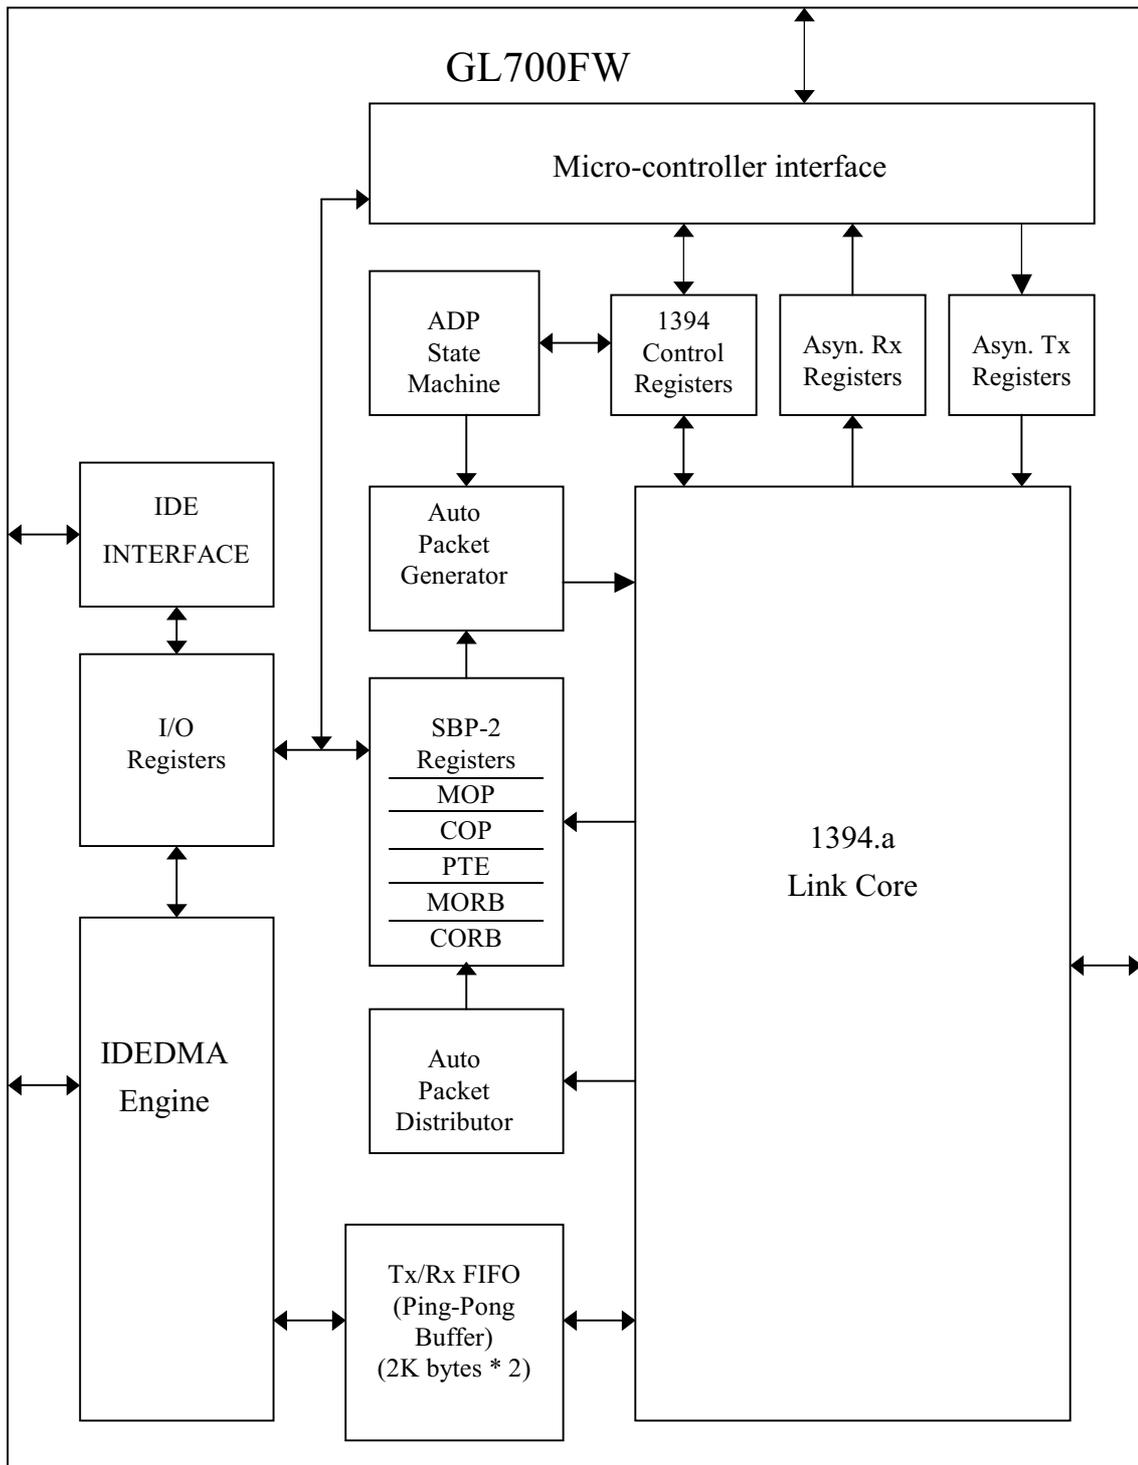 GL700FW
Micro-controller interface
ADP
State
Machine
1394
Control
Registers
Asyn. Rx
Registers
Asyn. Tx
Registers
IDE
INTERFACE
Auto
Packet
Generator
I/O
Registers
SBP-2
Registers
MOP
COP
PTE
MORB
CORB
1394.a
Link Core
IDEDMA
Engine
Auto
Packet
Distributor
Tx/Rx FIFO
(Ping-Pong
Buffer)
(2K bytes * 2)